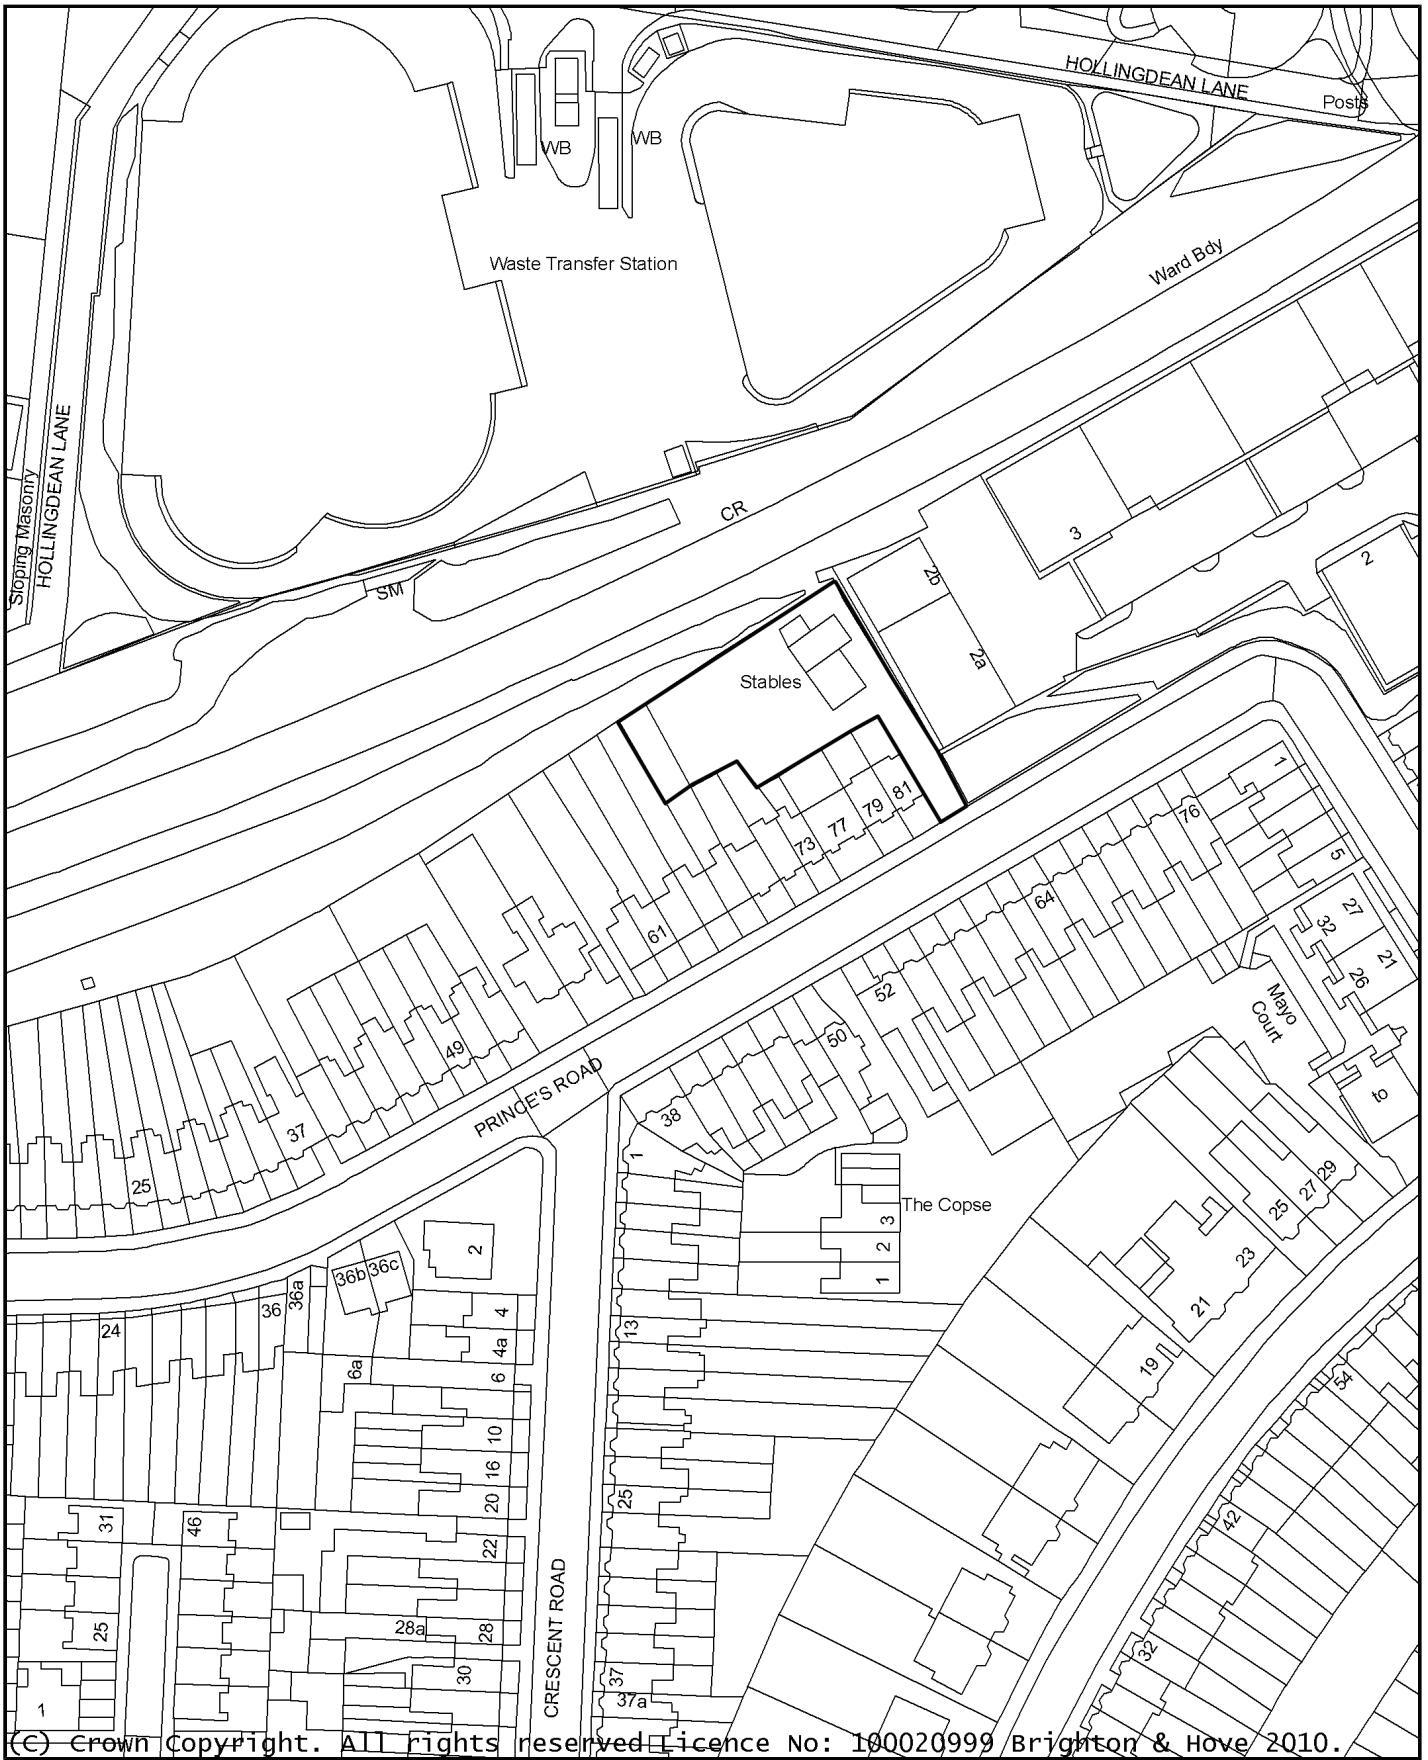 HOLLINGDEAN LANE
Posts
WB
WB
Waste Transfer Station
Ward Bdy
HOLLINGDEAN LANE
Sloping Masonry
CR
SM
3
2
2b
2a
Stables
81
79
77
73
61
76
1
5
64
52
27
32
21
26
Mayo
Court
to
50
49
PRINCE'S ROAD
38
37
25
1
The Copse
3
2
1
29
27
25
23
21
19
2
36b
36c
36a
36
24
4
4a
6
6a
13
10
16
20
22
25
54
42
32
31
46
25
28a
28
30
1
CRESCENT ROAD
37
37a
(C) Crown Copyright. All rights reserved Licence No: 100020999 Brighton & Hove 2010.